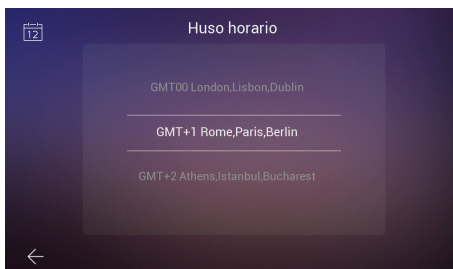 12
Huso horario
GMT00 London,Lisbon,Dublin
GMT+1 Rome,Paris,Berlin
GMT+2 Athens,Istanbul,Bucharest